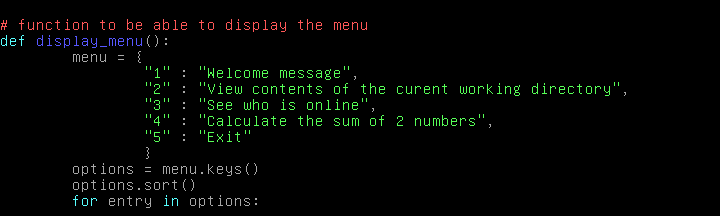 # function to be able to display the menu
def display_menu():
        menu = {
                "1" : "Welcome message",
                "2" : "View contents of the curent working directory",
                "3" : "See who is online",
                "4" : "Calculate the sum of 2 numbers",
                "5" : "Exit"
                }
        options = menu.keys()
        options.sort()
        for entry in options: